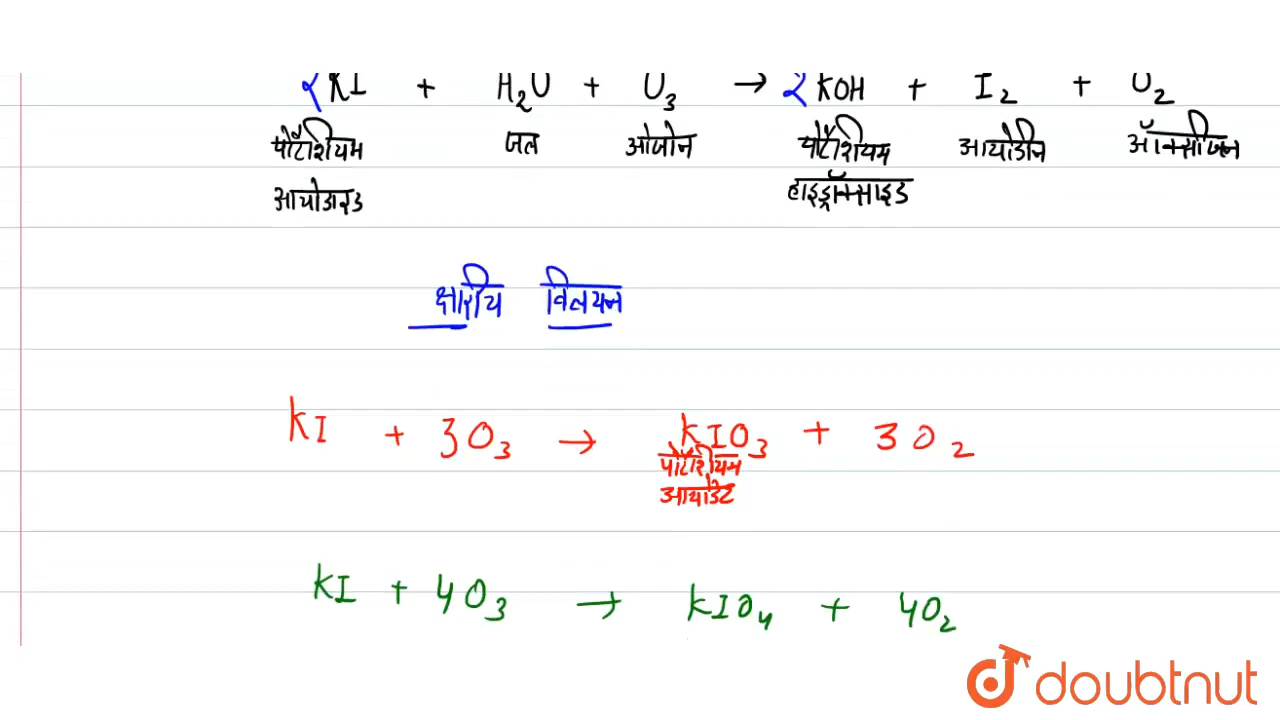 2KI + H₂O + O₃ → 2KOH + I₂ + O₂
पोटॅशियम जल ओजोन पोटॅशियम आयोडीन ऑक्सीजन
आयोडाइड हाइड्रॉक्साइड
क्षारीय विलयन
KI + 3O₃ → KIO₃ + 3O₂
पोटॅशियम
आयोडेट
KI + 4O₃ → KIO₄ + 4O₂
doubtnut